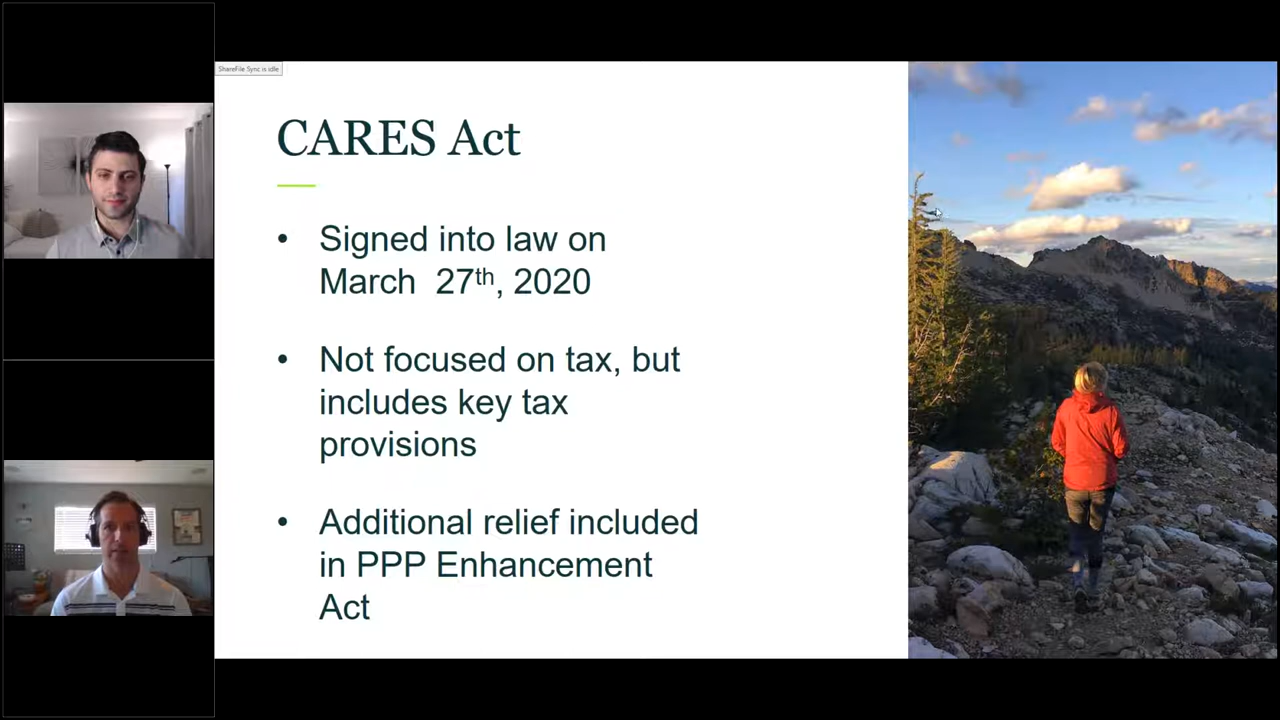 ShareFile Sync is idle
CARES Act
• Signed into law on
March 27th, 2020
• Not focused on tax, but
includes key tax
provisions
• Additional relief included
in PPP Enhancement
Act